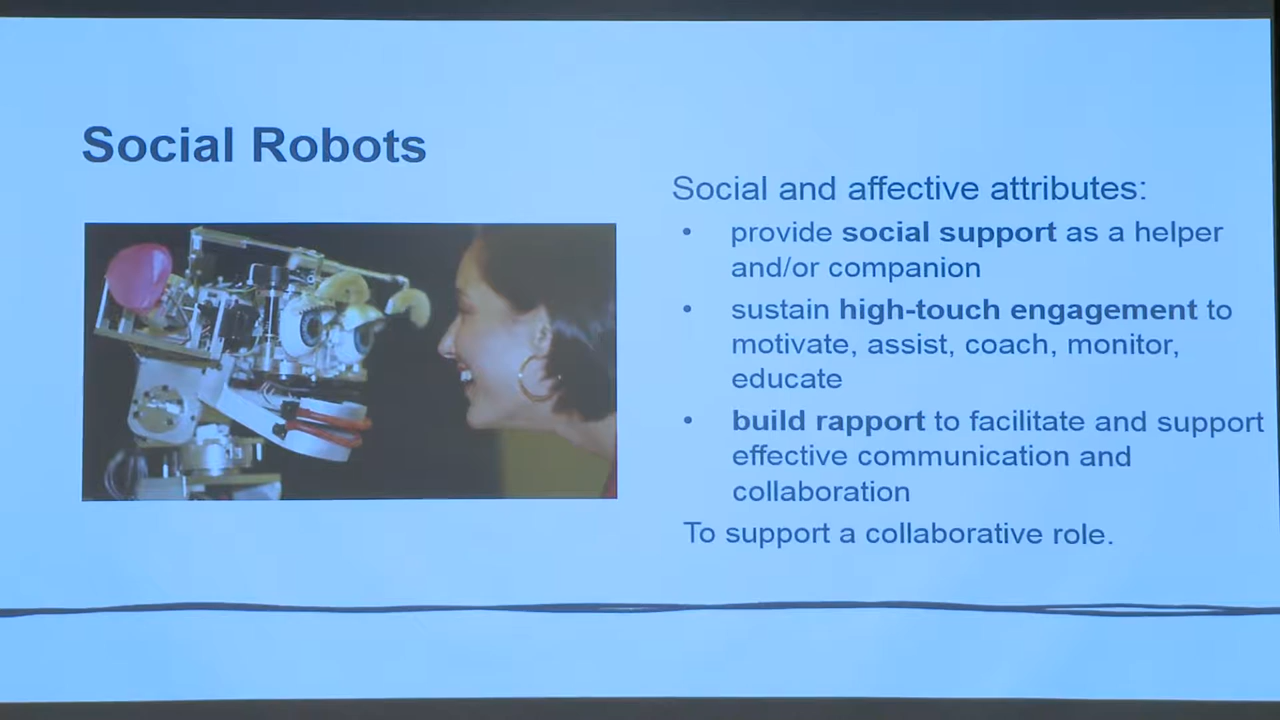 Social Robots
Social and affective attributes:
• provide social support as a helper
and/or companion
• sustain high-touch engagement to
motivate, assist, coach, monitor,
educate
• build rapport to facilitate and support
effective communication and
collaboration
To support a collaborative role.